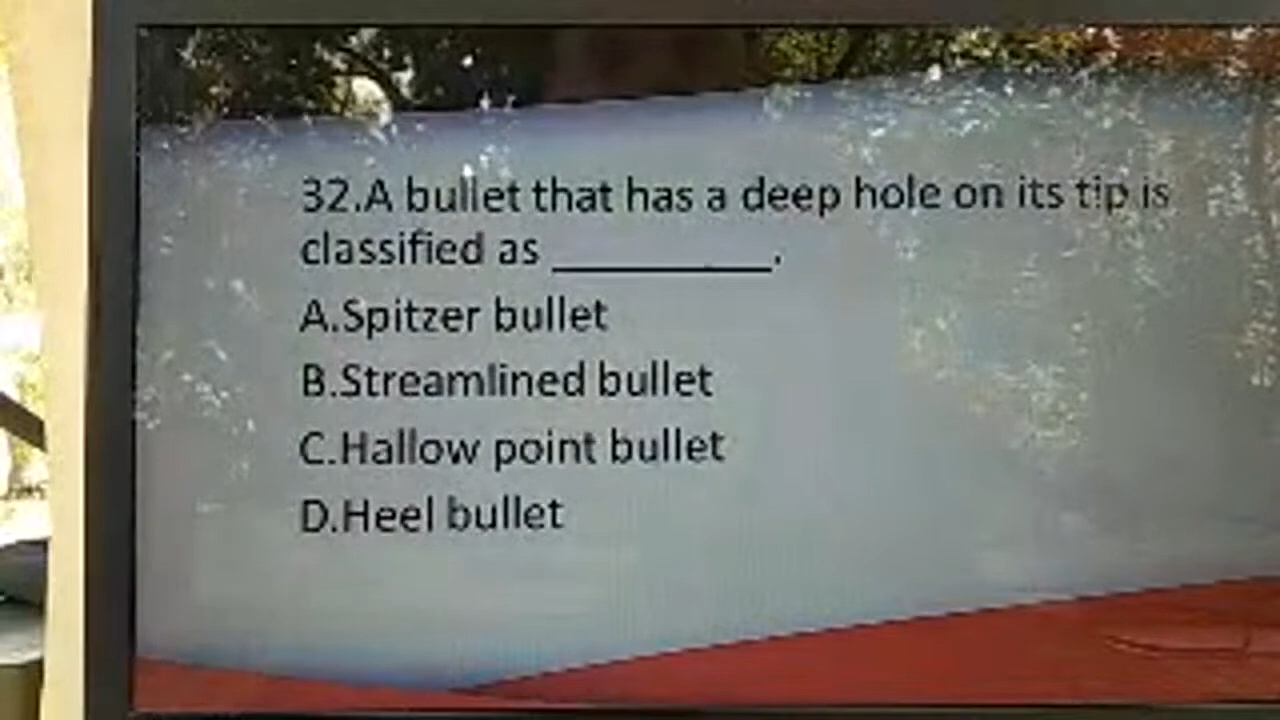 32.A bullet that has a deep hole on its tip is
classified as __________.
A.Spitzer bullet
B.Streamlined bullet
C.Hallow point bullet
D.Heel bullet